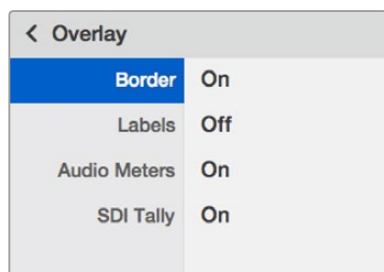 < Overlay
Border On
Labels Off
Audio Meters On
SDI Tally On